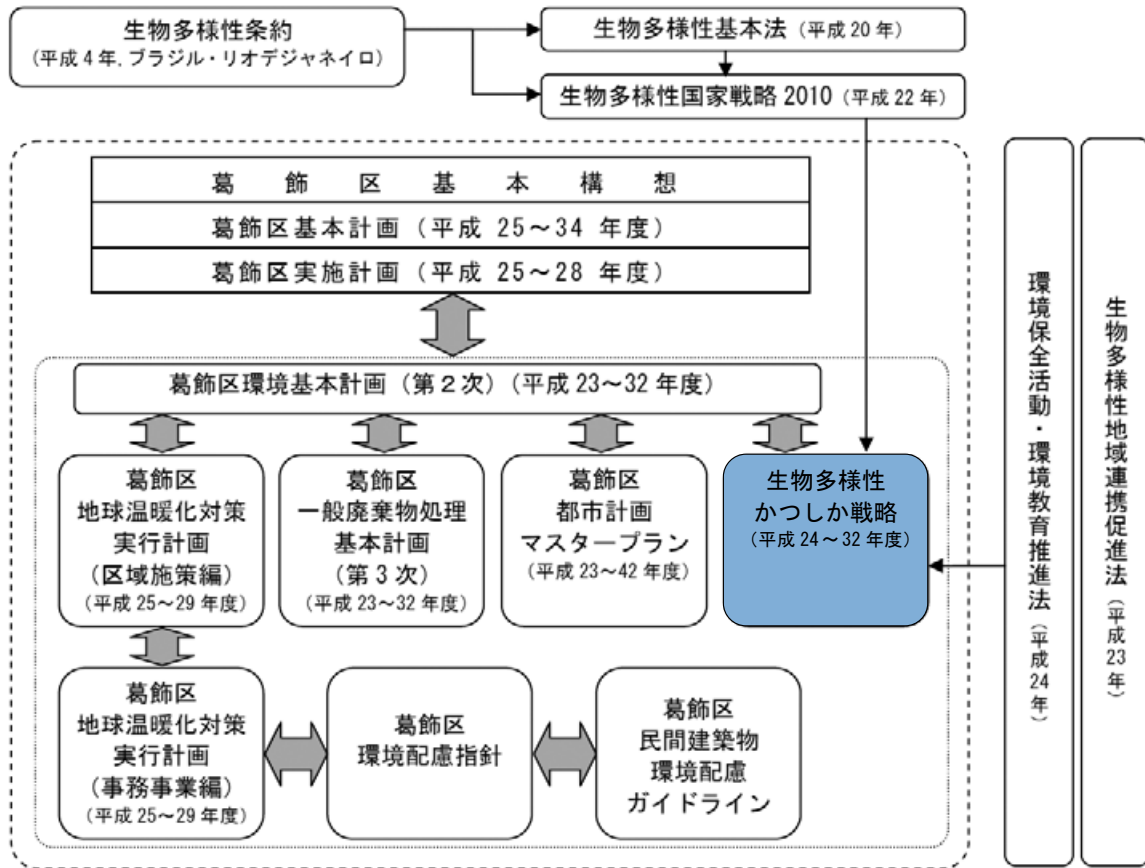 生物多様性条約
(平成4年,ブラジル・リオデジャネイロ)
生物多様性基本法 (平成20年)
生物多様性国家戦略2010 (平成22年)
葛飾区基本構想
葛飾区基本計画(平成 25～34 年度)
葛飾区実施計画(平成 25～28 年度)
葛飾区環境基本計画(第2次)(平成23～32年度)
葛飾区
地球温暖化対策
実行計画
(区域施策編)
(平成25～29年度)
葛飾区
一般廃棄物処理
基本計画
(第3次)
(平成23～32年度)
葛飾区
都市計画
マスタープラン
(平成23～42年度)
生物多様性
かつしか戦略
(平成24～32年度)
葛飾区
地球温暖化対策
実行計画
(事務事業編)
(平成25～29年度)
葛飾区
環境配慮指針
葛飾区
民間建築物
環境配慮
ガイドライン
環境保全活動・環境教育推進法(平成24年)
生物多様性地域連携促進法(平成23年)